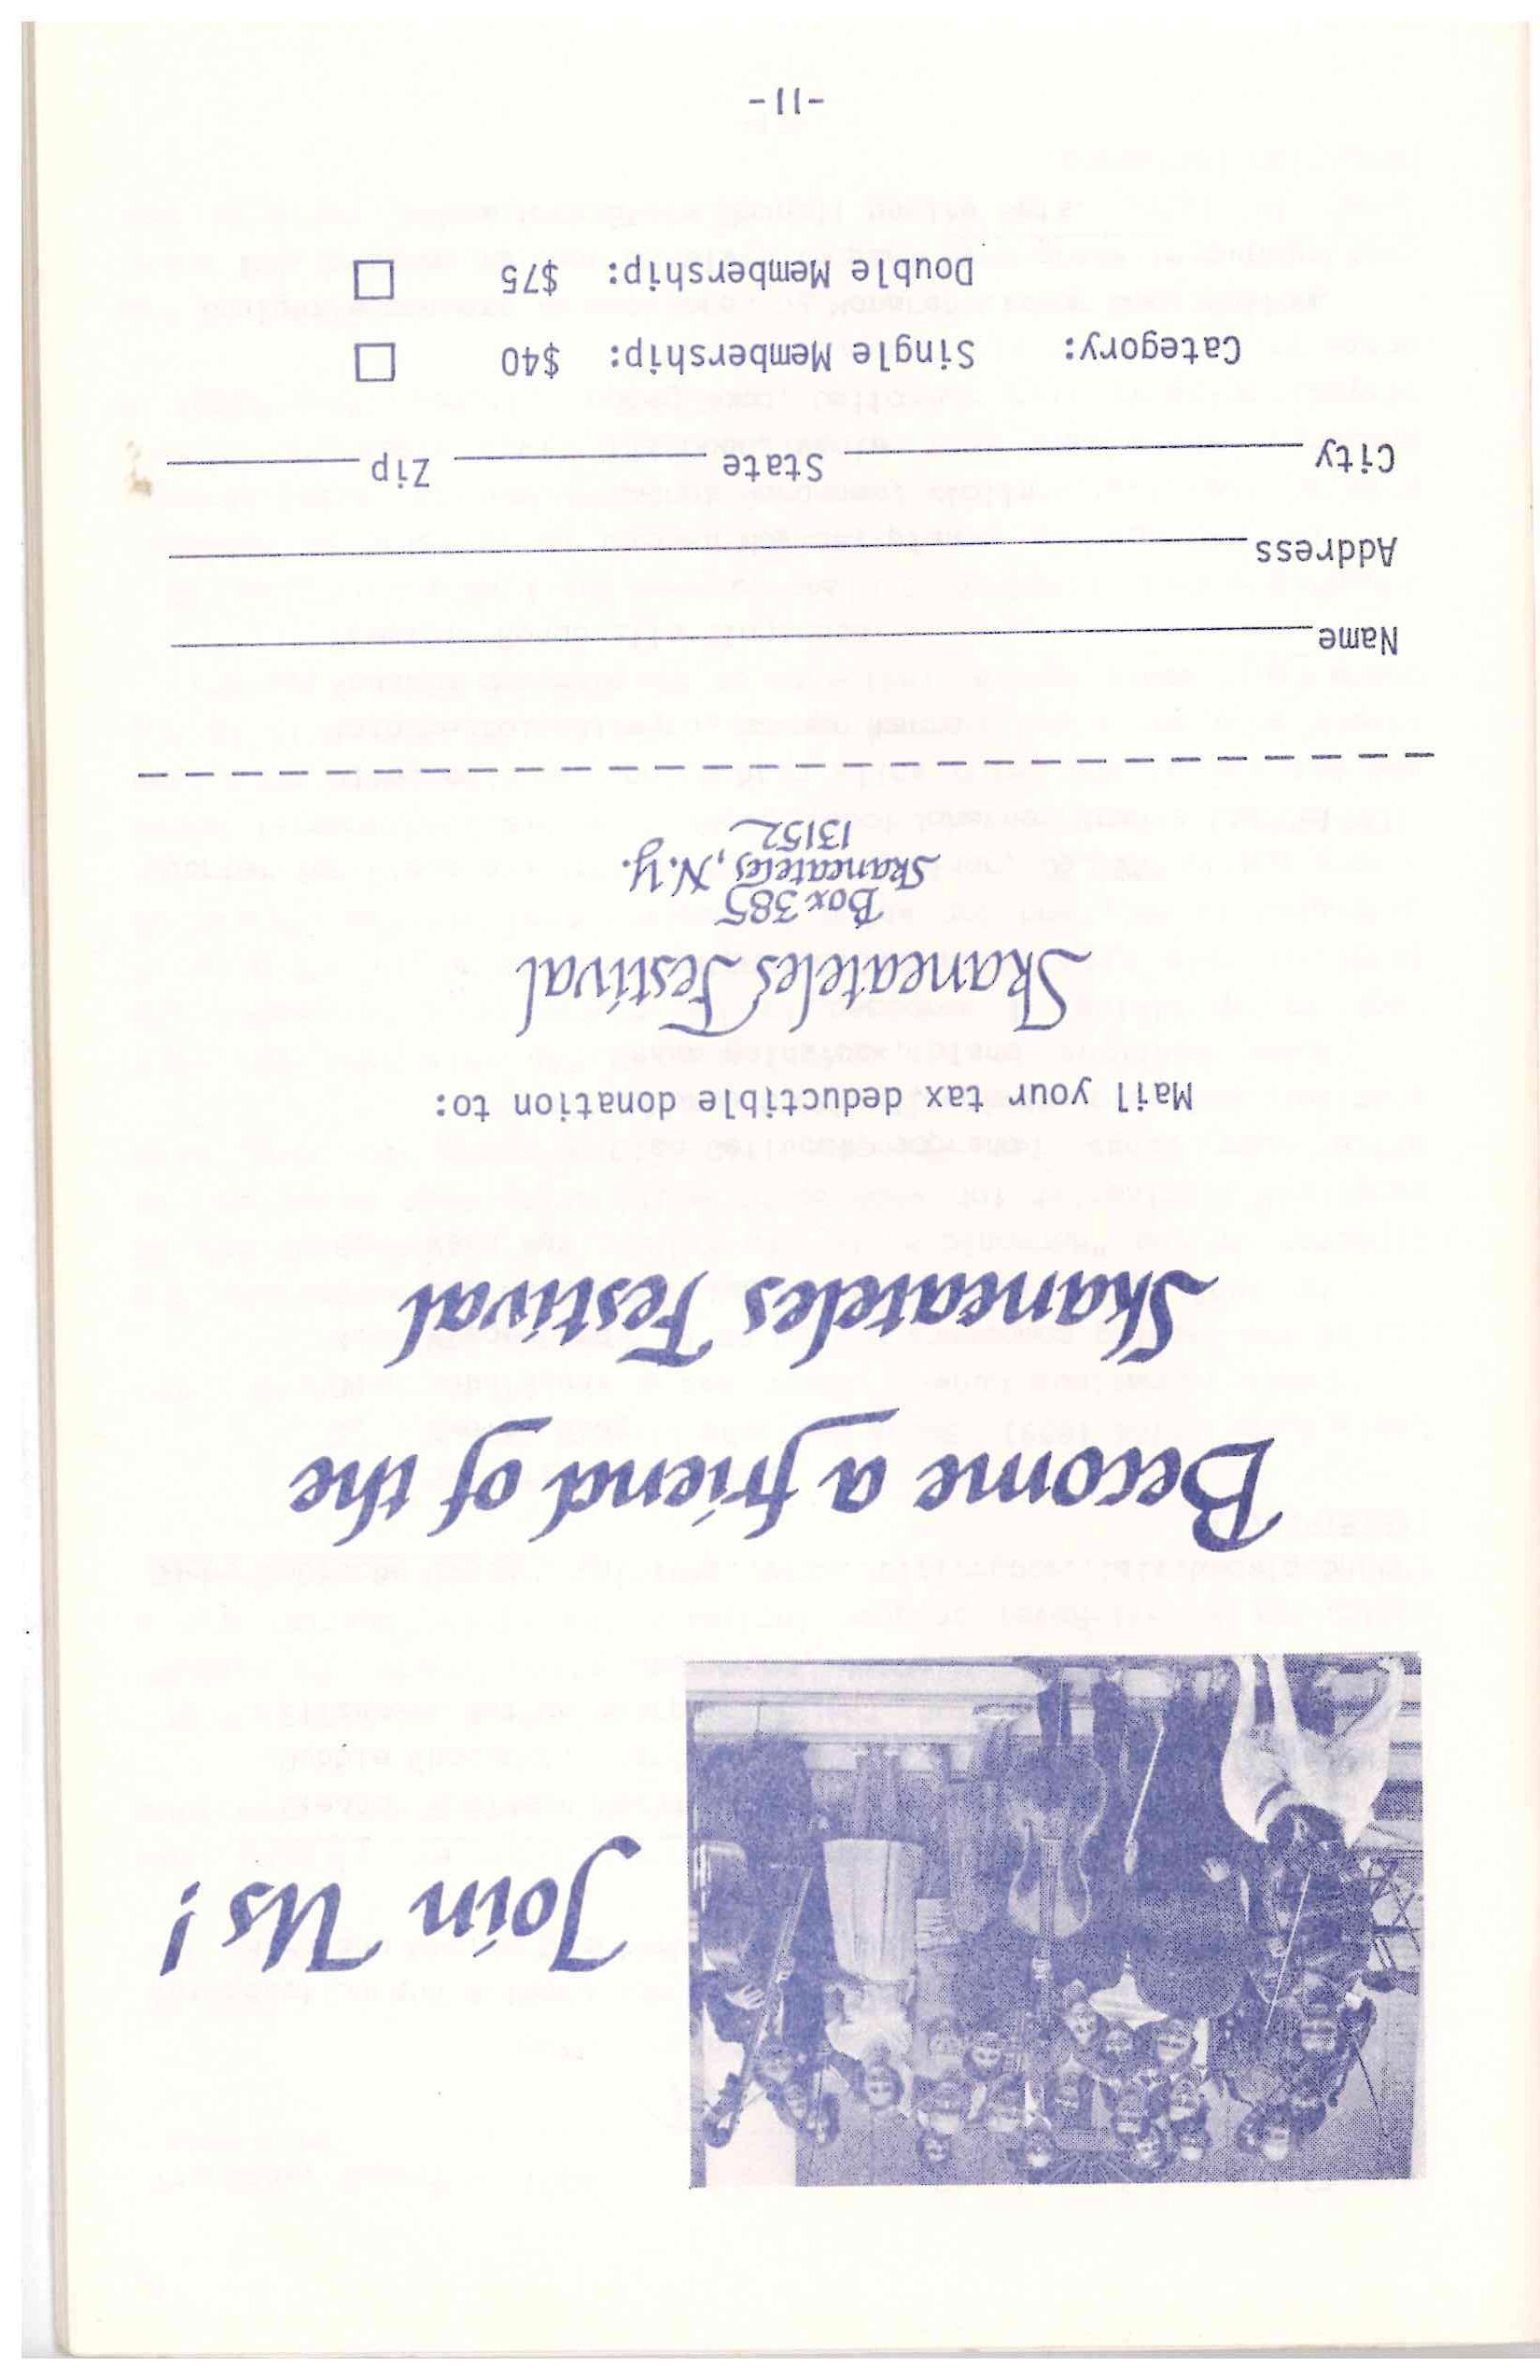 Join Us!
Become a friend of the
Skaneateles Festival
Mail your tax deductible donation to:
Skaneateles Festival
Box 385
Skaneateles, N.Y.
13152
Name
Address
City State Zip
Category: Single Membership: $40
Double Membership: $75
-11-